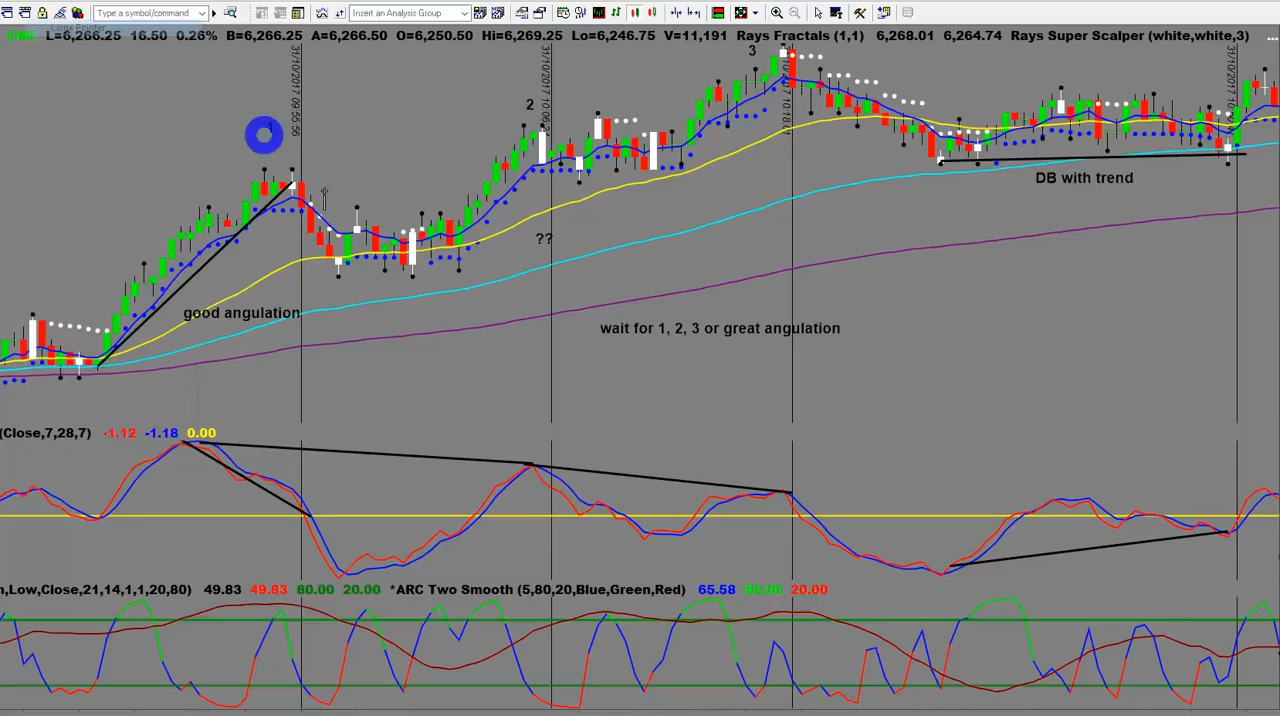 Type a symbol/command
Insert an Analysis Group
L=6,266.25 16.50 0.26% B=6,266.25 A=6,266.50 O=6,250.50 Hi=6,269.25 Lo=6,246.75 V=11,191 Rays Fractals (1,1) 6,268.01 6,264.74 Rays Super Scalper (white,white,3) ...
3
2
DB with trend
??
good angulation
wait for 1, 2, 3 or great angulation
(Close,7,28,7) -1.12 -1.18 0.00
n,Low,Close,21,14,1,1,20,80) 49.83 49.83 80.00 20.00 *ARC Two Smooth (5,80,20,Blue,Green,Red) 65.58 20.00